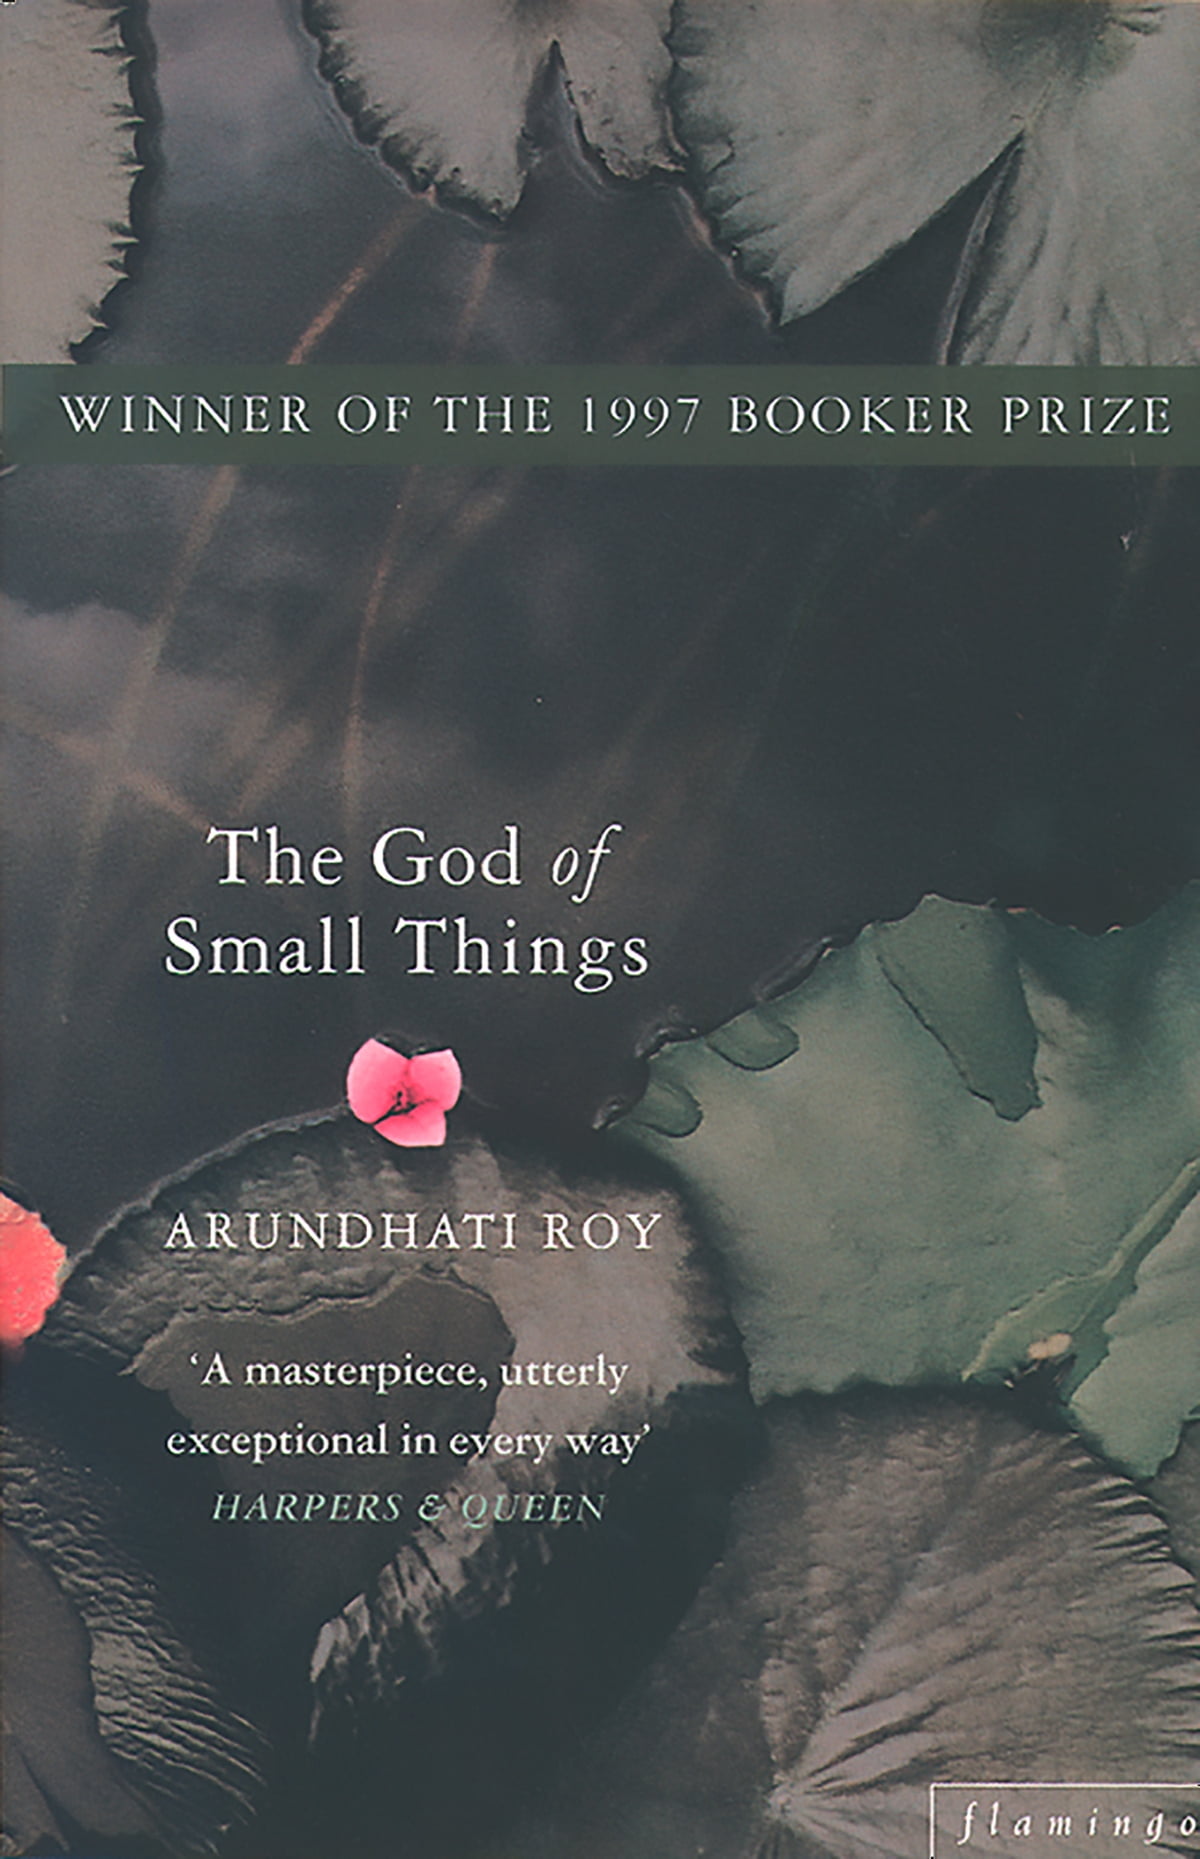 WINNER OF THE 1997 BOOKER PRIZE
The God of
Small Things
ARUNDHATI ROY
‘A masterpiece, utterly
exceptional in every way’
HARPERS & QUEEN
flamingo